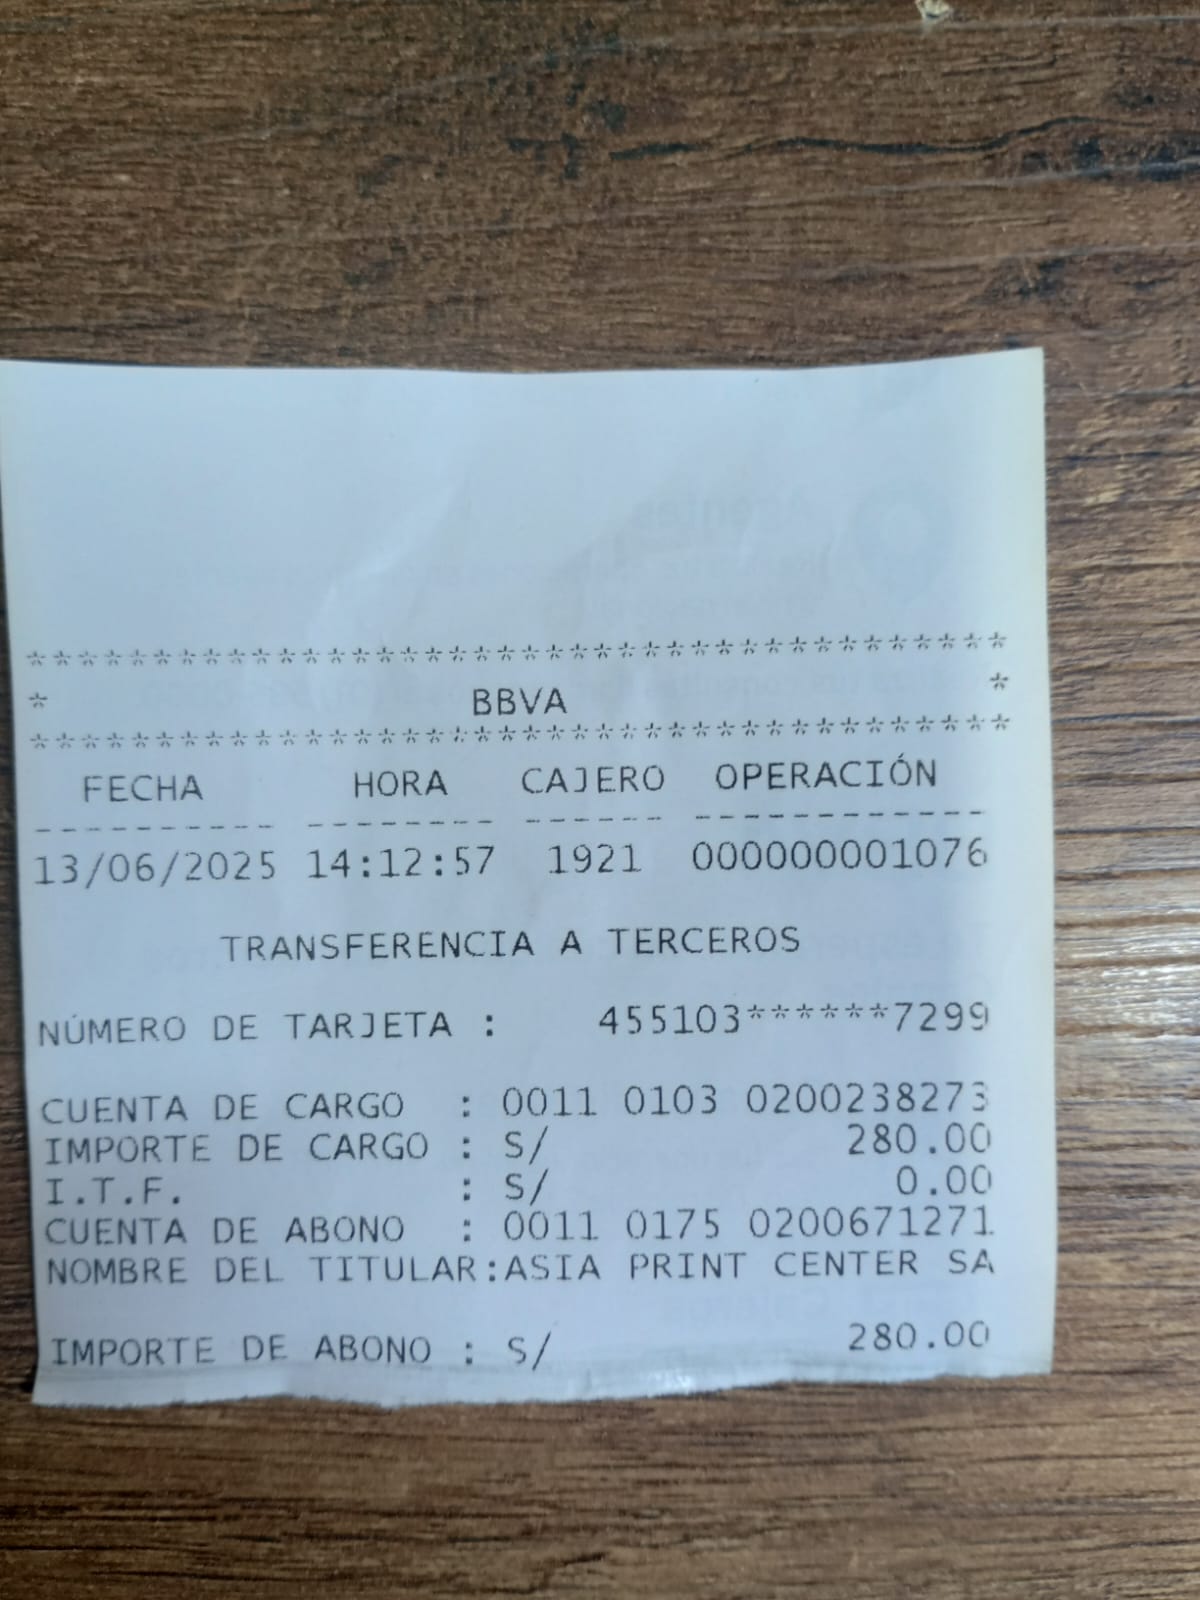 ***************************************
* BBVA *
***************************************
FECHA HORA CAJERO OPERACIÓN
---------- -------- ------ ------------
13/06/2025 14:12:57 1921 000000001076
TRANSFERENCIA A TERCEROS
NÚMERO DE TARJETA : 455103******7299
CUENTA DE CARGO : 0011 0103 0200238273
IMPORTE DE CARGO : S/ 280.00
I.T.F. : S/ 0.00
CUENTA DE ABONO : 0011 0175 0200671271
NOMBRE DEL TITULAR:ASIA PRINT CENTER SA
IMPORTE DE ABONO : S/ 280.00